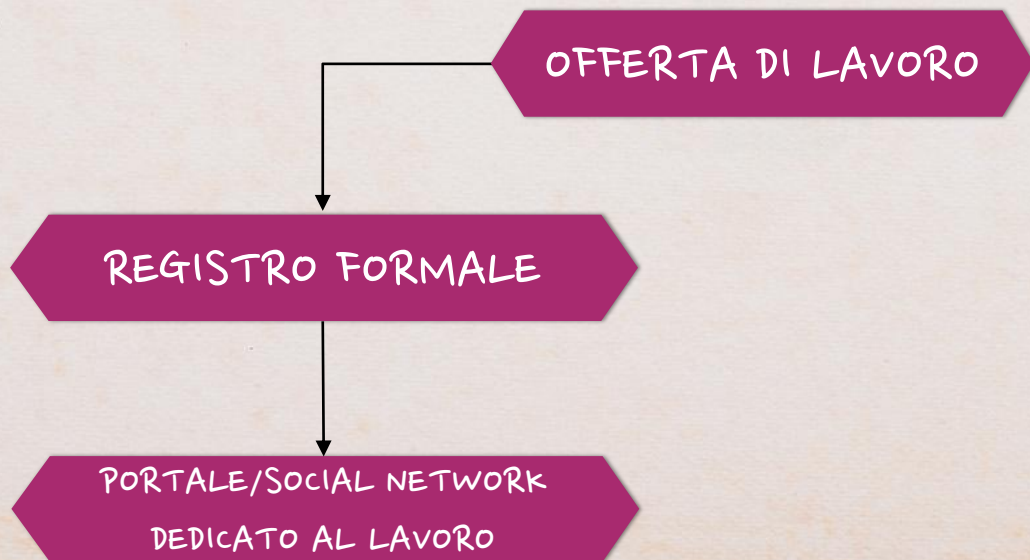 OFFERTA DI LAVORO
REGISTRO FORMALE
PORTALE/SOCIAL NETWORK
DEDICATO AL LAVORO